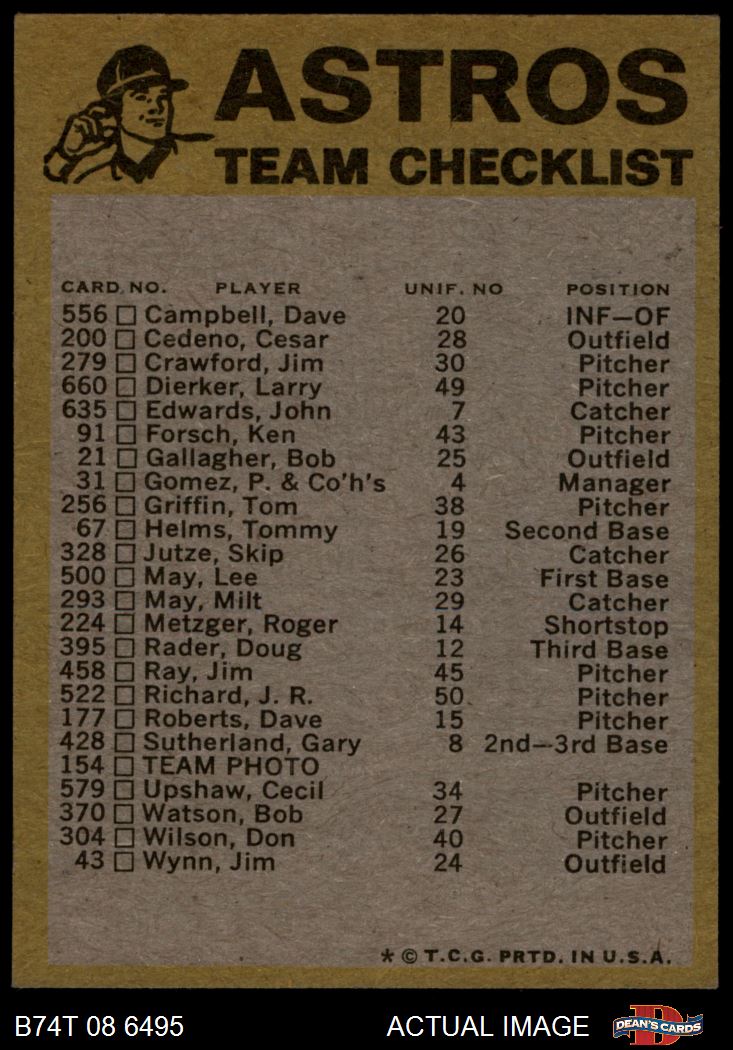 ASTROS
TEAM CHECKLIST
CARD NO. PLAYER UNIF. NO POSITION
556 Campbell, Dave 20 INF-OF
200 Cedeno, Cesar 28 Outfield
279 Crawford, Jim 30 Pitcher
660 Dierker, Larry 49 Pitcher
635 Edwards, John 7 Catcher
91 Forsch, Ken 43 Pitcher
21 Gallagher, Bob 25 Outfield
31 Gomez, P. & Co'h's 4 Manager
256 Griffin, Tom 38 Pitcher
67 Helms, Tommy 19 Second Base
328 Jutze, Skip 26 Catcher
500 May, Lee 23 First Base
293 May, Milt 29 Catcher
224 Metzger, Roger 14 Shortstop
395 Rader, Doug 12 Third Base
458 Ray, Jim 45 Pitcher
522 Richard, J. R. 50 Pitcher
177 Roberts, Dave 15 Pitcher
428 Sutherland, Gary 8 2nd-3rd Base
154 TEAM PHOTO
579 Upshaw, Cecil 34 Pitcher
370 Watson, Bob 27 Outfield
304 Wilson, Don 40 Pitcher
43 Wynn, Jim 24 Outfield
* © T.C.G. PRTD. IN U.S.A.
B74T 08 6495 ACTUAL IMAGE DEAN'S CARDS